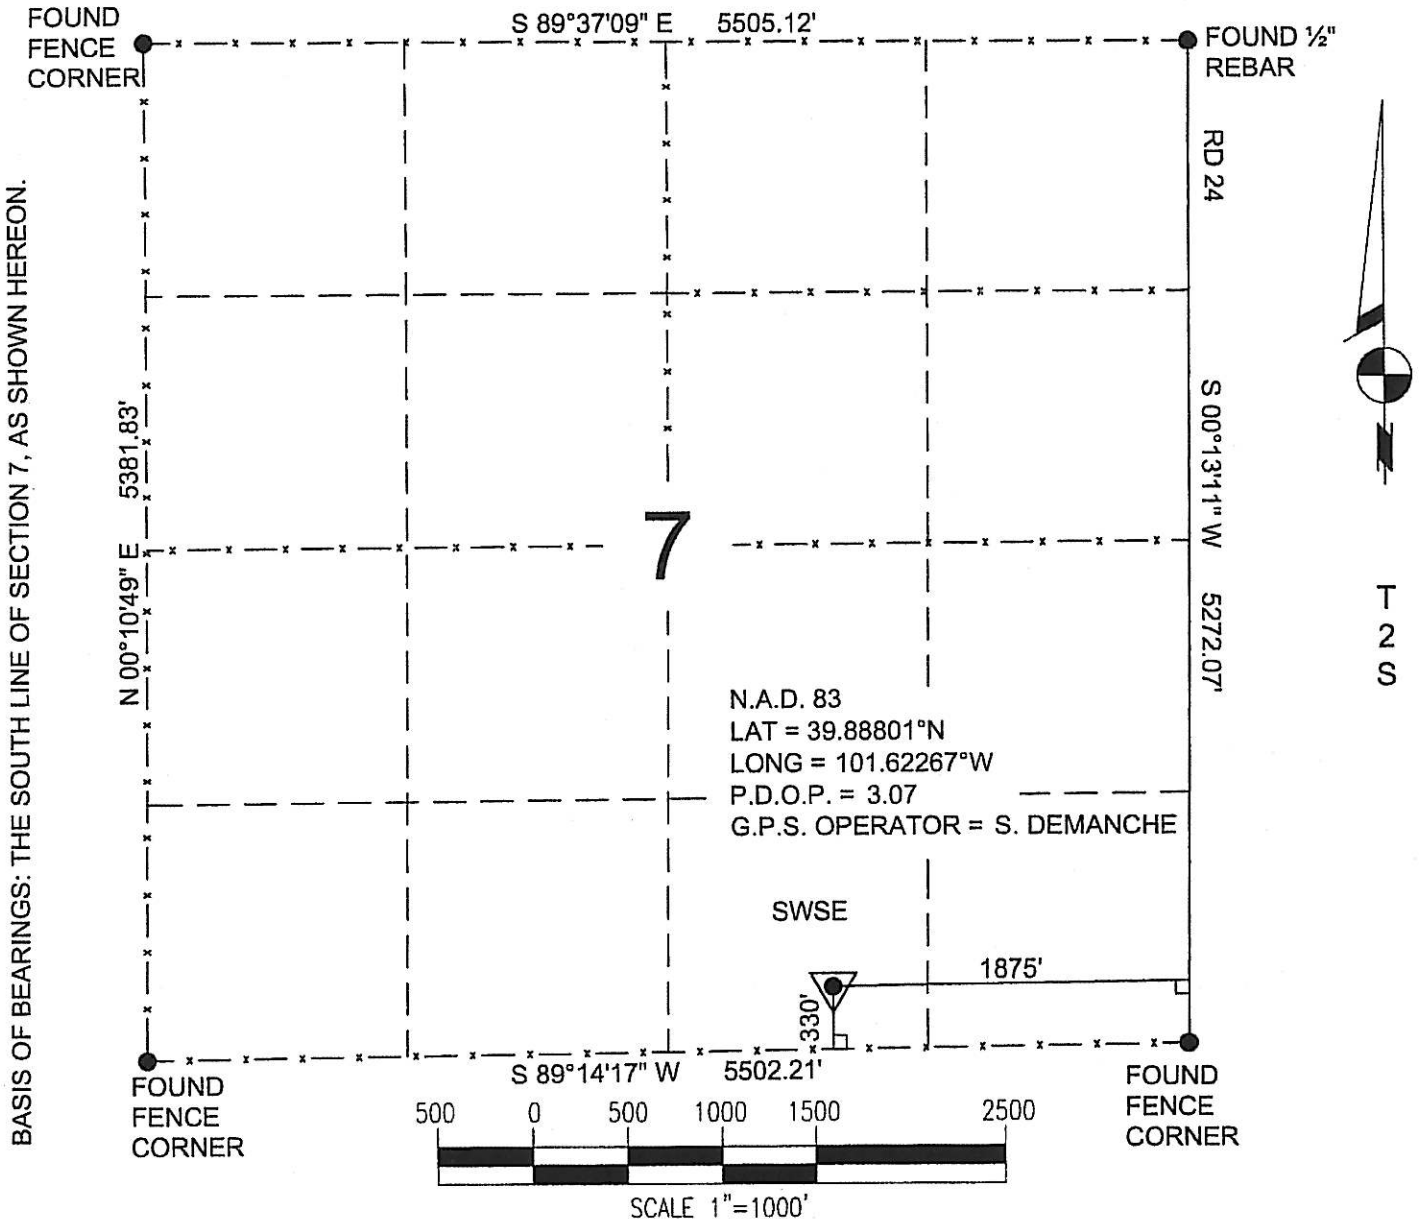 FOUND
FENCE
CORNER
S 89°37'09" E 5505.12'
FOUND ½"
REBAR
RD 24
BASIS OF BEARINGS: THE SOUTH LINE OF SECTION 7, AS SHOWN HEREON.
N 00°10'49" E 5381.83'
S 00°13'11" W 5272.07'
7
T
2
S
N.A.D. 83
LAT = 39.88801°N
LONG = 101.62267°W
P.D.O.P. = 3.07
G.P.S. OPERATOR = S. DEMANCHE
SWSE
1875'
330'
S 89°14'17" W 5502.21'
FOUND
FENCE
CORNER
FOUND
FENCE
CORNER
500 0 500 1000 1500 2500
SCALE 1"=1000'
N